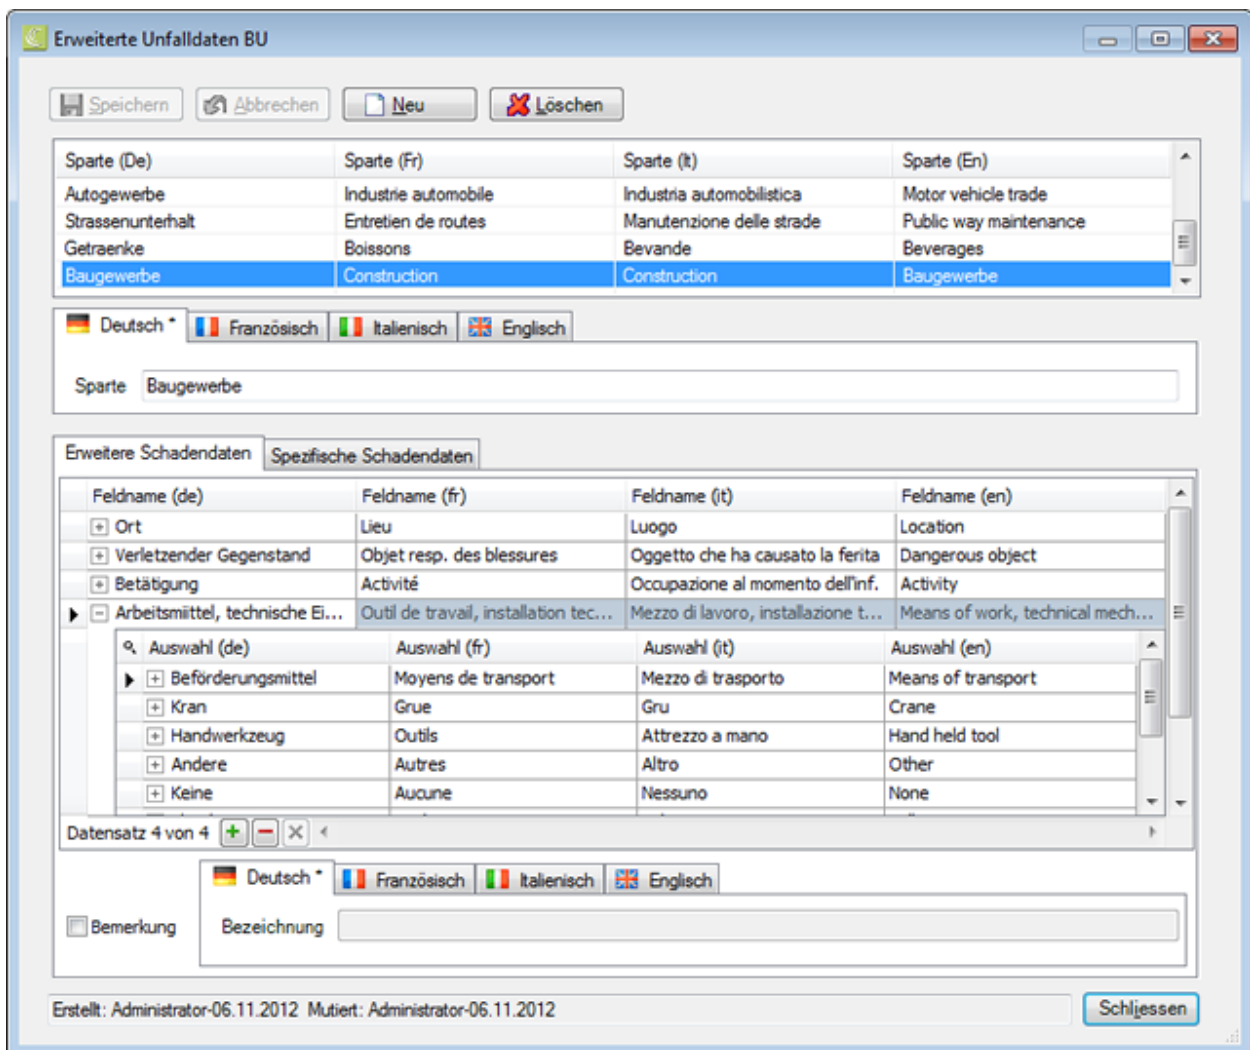 Erweiterte Unfalldaten BU
Speichern Abbrechen Neu Löschen
Sparte (De) Sparte (Fr) Sparte (It) Sparte (En)
Autogewerbe Industrie automobile Industria automobilistica Motor vehicle trade
Strassenunterhalt Entretien de routes Manutenzione delle strade Public way maintenance
Getraenke Boissons Bevande Beverages
Baugewerbe Construction Construction Baugewerbe
Deutsch * Französisch Italienisch Englisch
Sparte Baugewerbe
Erweitere Schadendaten Spezifische Schadendaten
Feldname (de) Feldname (fr) Feldname (it) Feldname (en)
Ort Lieu Luogo Location
Verletzender Gegenstand Objet resp. des blessures Oggetto che ha causato la ferita Dangerous object
Betätigung Activité Occupazione al momento dell'inf. Activity
Arbeitsmiittel, technische Ei... Outil de travail, installation tec... Mezzo di lavoro, installazione t... Means of work, technical mech...
Auswahl (de) Auswahl (fr) Auswahl (it) Auswahl (en)
Beförderungsmittel Moyens de transport Mezzo di trasporto Means of transport
Kran Grue Gru Crane
Handwerkzeug Outils Attrezzo a mano Hand held tool
Andere Autres Altro Other
Keine Aucune Nessuno None
Datensatz 4 von 4
Deutsch * Französisch Italienisch Englisch
Bemerkung Bezeichnung
Erstellt: Administrator-06.11.2012 Mutiert: Administrator-06.11.2012 Schliessen